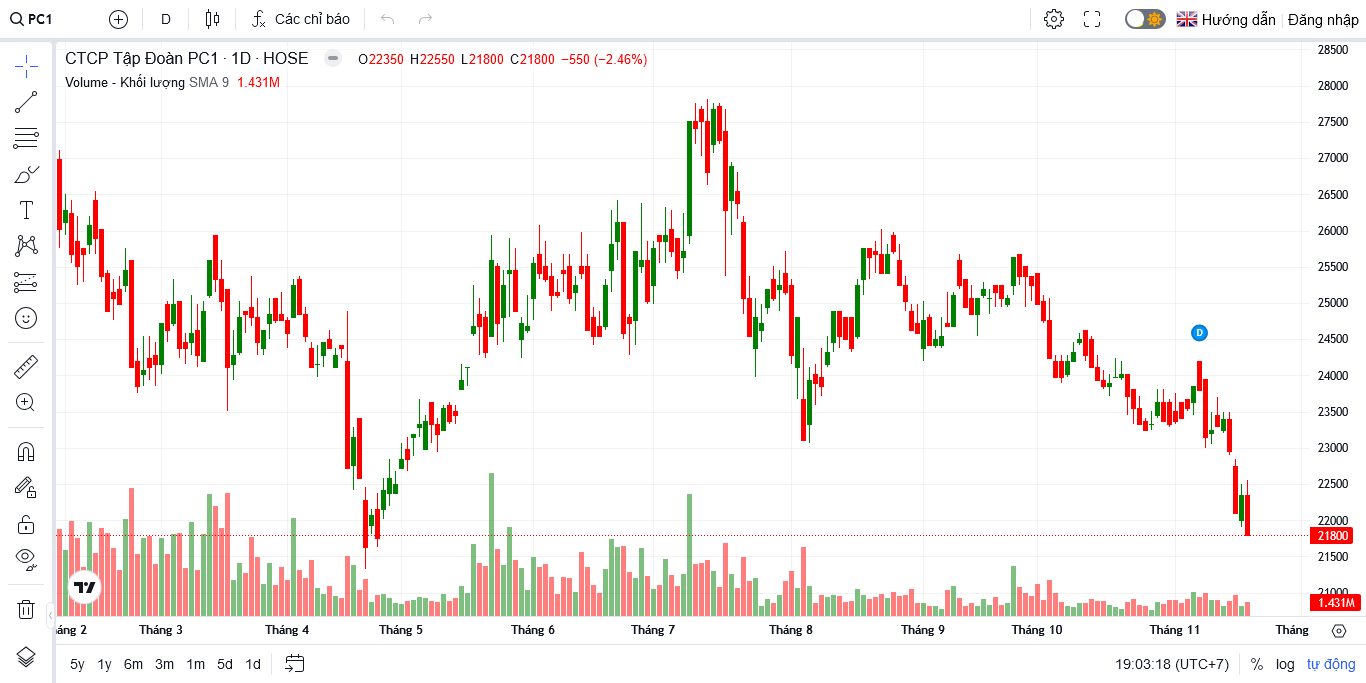 PC1 D Các chỉ báo Hướng dẫn Đăng nhập
CTCP Tập Đoàn PC1 · 1D · HOSE O22350 H22550 L21800 C21800 −550 (−2.46%)
Volume - Khối lượng SMA 9 1.431M
28500
28000
27500
27000
26500
26000
25500
25000
24500
D
24000
23500
23000
22500
22000
21800
21500
21000
1.431M
áng 2 Tháng 3 Tháng 4 Tháng 5 Tháng 6 Tháng 7 Tháng 8 Tháng 9 Tháng 10 Tháng 11 Tháng
5y 1y 6m 3m 1m 5d 1d 19:03:18 (UTC+7) % log tự động